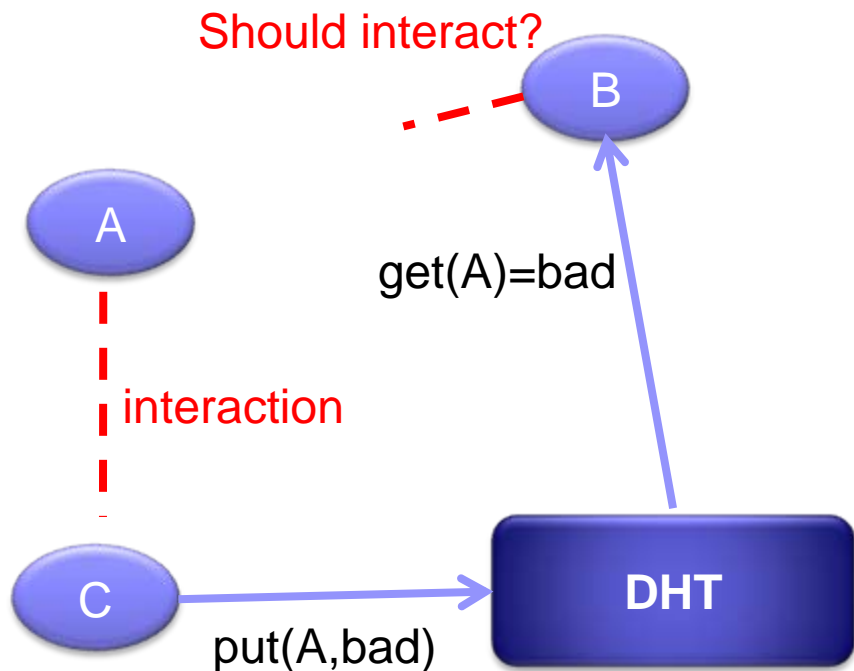 Should interact?
B
A
get(A)=bad
interaction
C
DHT
put(A,bad)